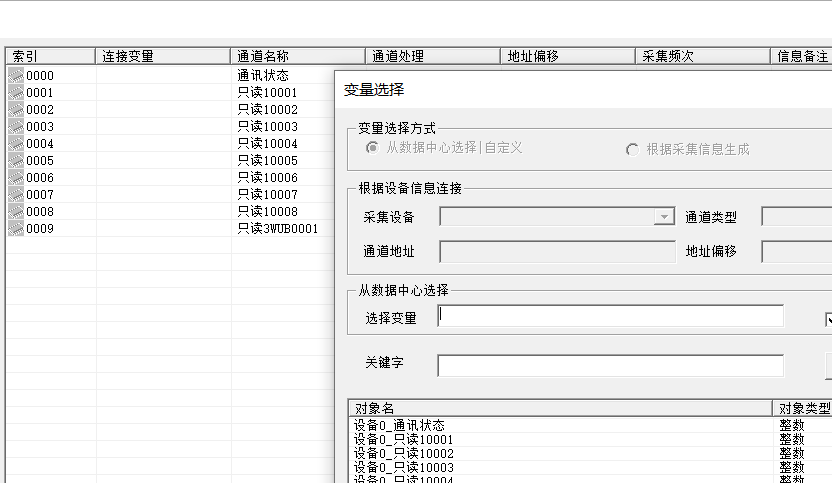 索引 连接变量 通道名称 通道处理 地址偏移 采集频次 信息备注
0000 通讯状态
0001 只读10001
0002 只读10002
0003 只读10003
0004 只读10004
0005 只读10005
0006 只读10006
0007 只读10007
0008 只读10008
0009 只读3WUB0001
变量选择
变量选择方式
从数据中心选择|自定义 根据采集信息生成
根据设备信息连接
采集设备 通道类型
通道地址 地址偏移
从数据中心选择
选择变量
关键字
对象名 对象类型
设备0_通讯状态 整数
设备0_只读10001 整数
设备0_只读10002 整数
设备0_只读10003 整数
设备0_只读10004 整数